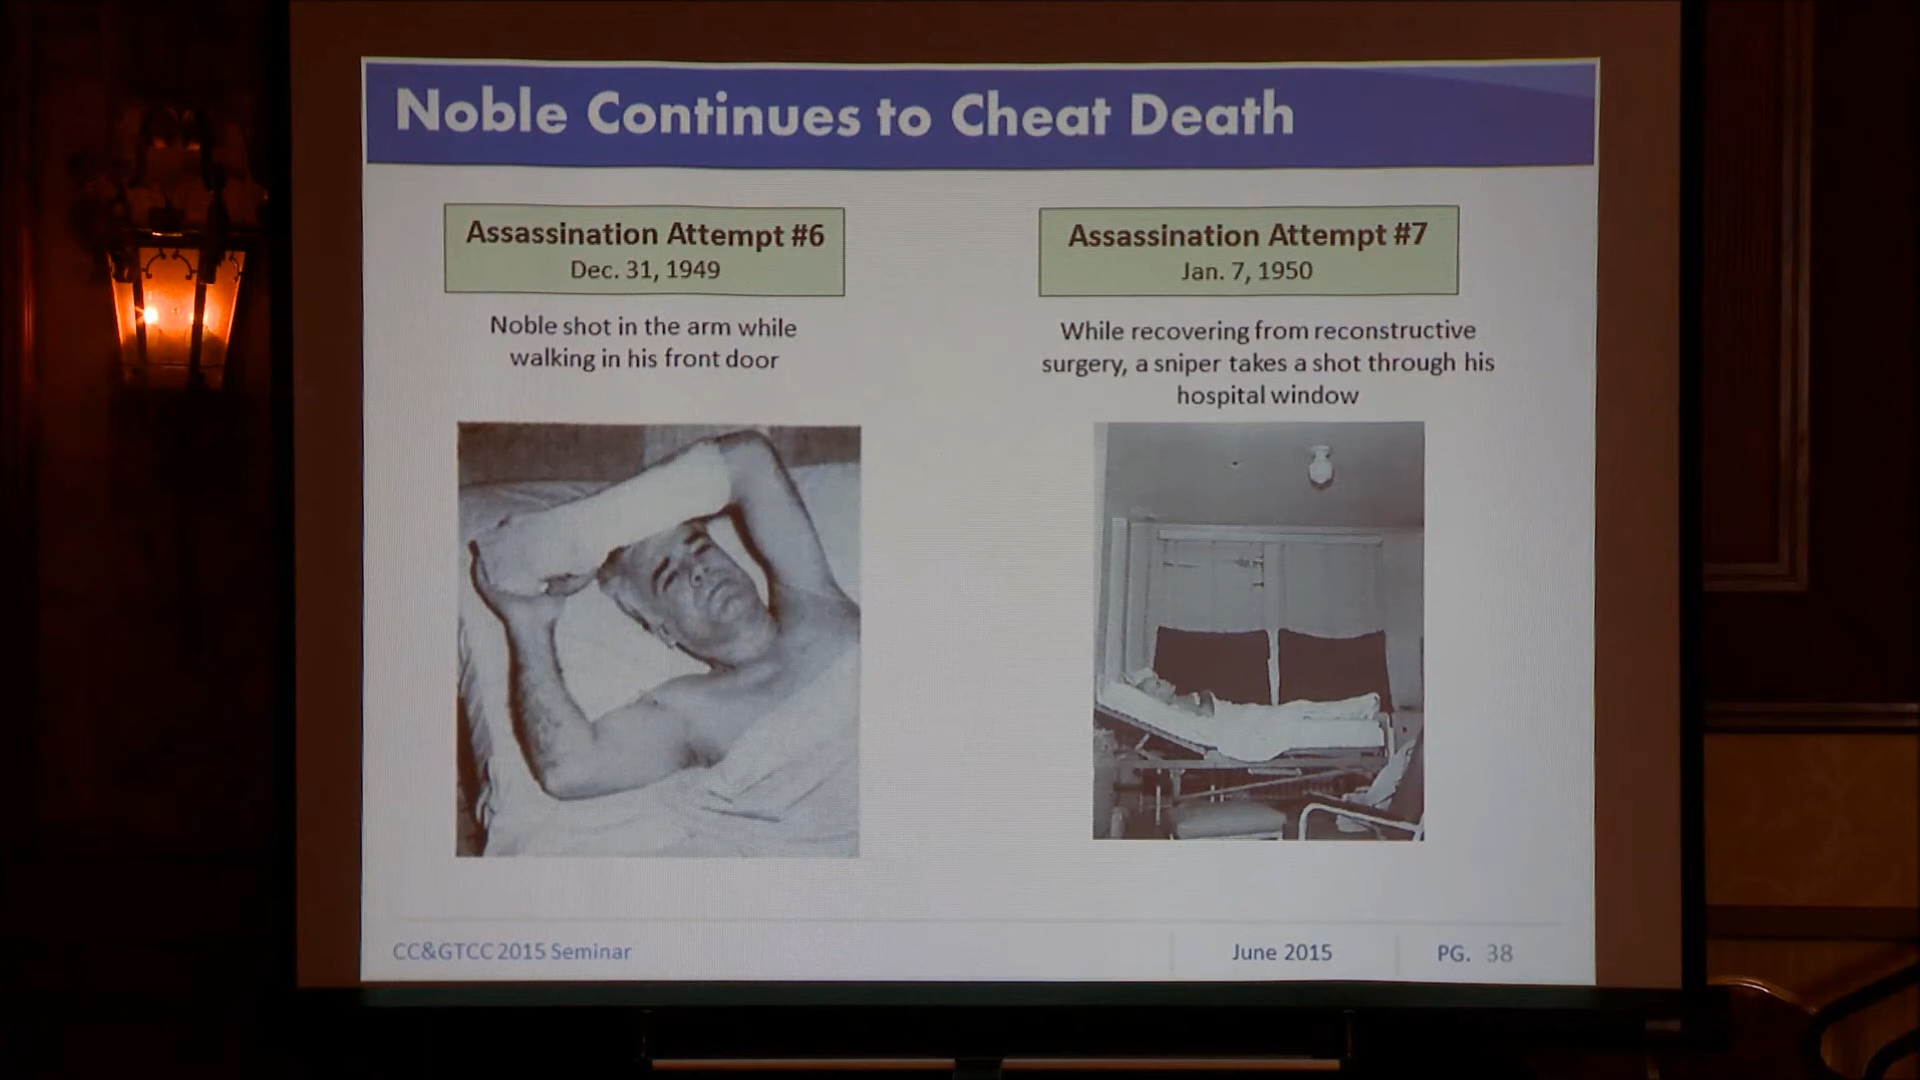 Noble Continues to Cheat Death
Assassination Attempt #6
Dec. 31, 1949
Noble shot in the arm while
walking in his front door
Assassination Attempt #7
Jan. 7, 1950
While recovering from reconstructive
surgery, a sniper takes a shot through his
hospital window
CC&GTCC 2015 Seminar
June 2015
PG. 38